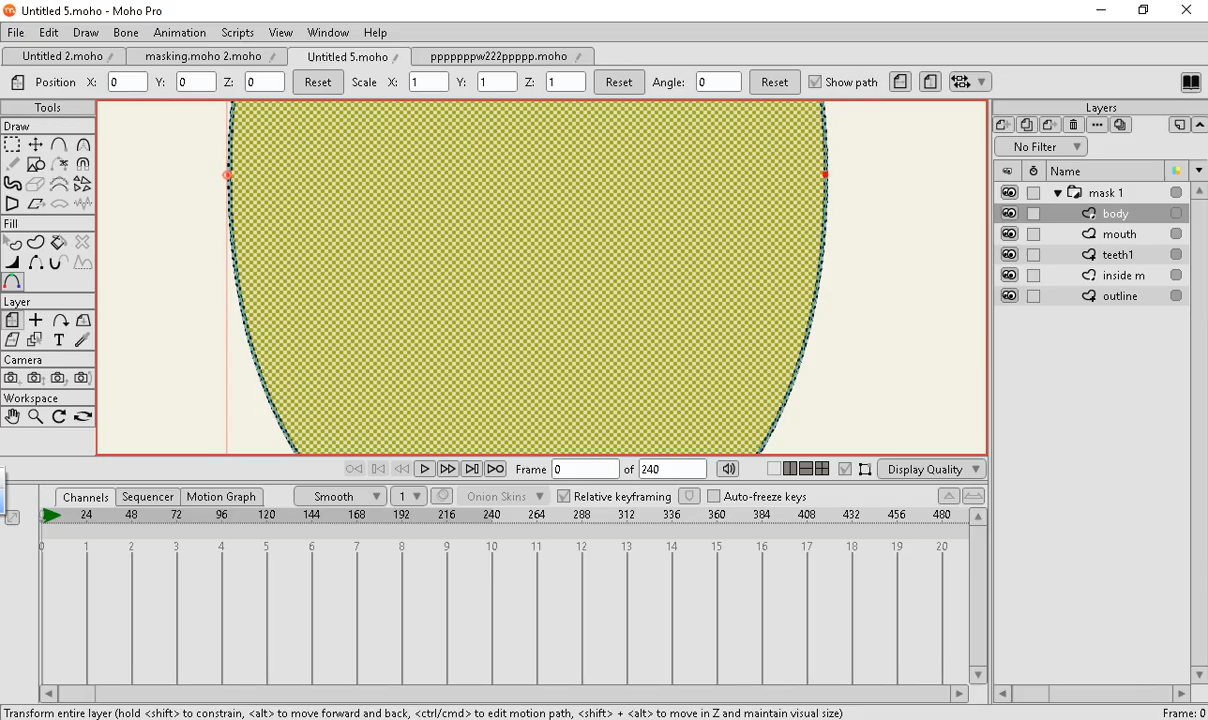 Untitled 5.moho - Moho Pro
File Edit Draw Bone Animation Scripts View Window Help
Untitled 2.moho masking.moho 2.moho Untitled 5.moho pppppppw222ppppp.moho
Position X: 0 Y: 0 Z: 0 Reset Scale X: 1 Y: 1 Z: 1 Reset Angle: 0 Reset Show path
Tools
Draw
Fill
Layer
T
Camera
Workspace
Layers
No Filter
Name
mask 1
body
mouth
teeth1
inside m
outline
Frame 0 of 240 Display Quality
Channels Sequencer Motion Graph Smooth 1 Onion Skins Relative keyframing Auto-freeze keys
24 48 72 96 120 144 168 192 216 240 264 288 312 336 360 384 408 432 456 480
0 1 2 3 4 5 6 7 8 9 10 11 12 13 14 15 16 17 18 19 20
Transform entire layer (hold <shift> to constrain, <alt> to move forward and back, <ctrl/cmd> to edit motion path, <shift> + <alt> to move in Z and maintain visual size) Frame: 0